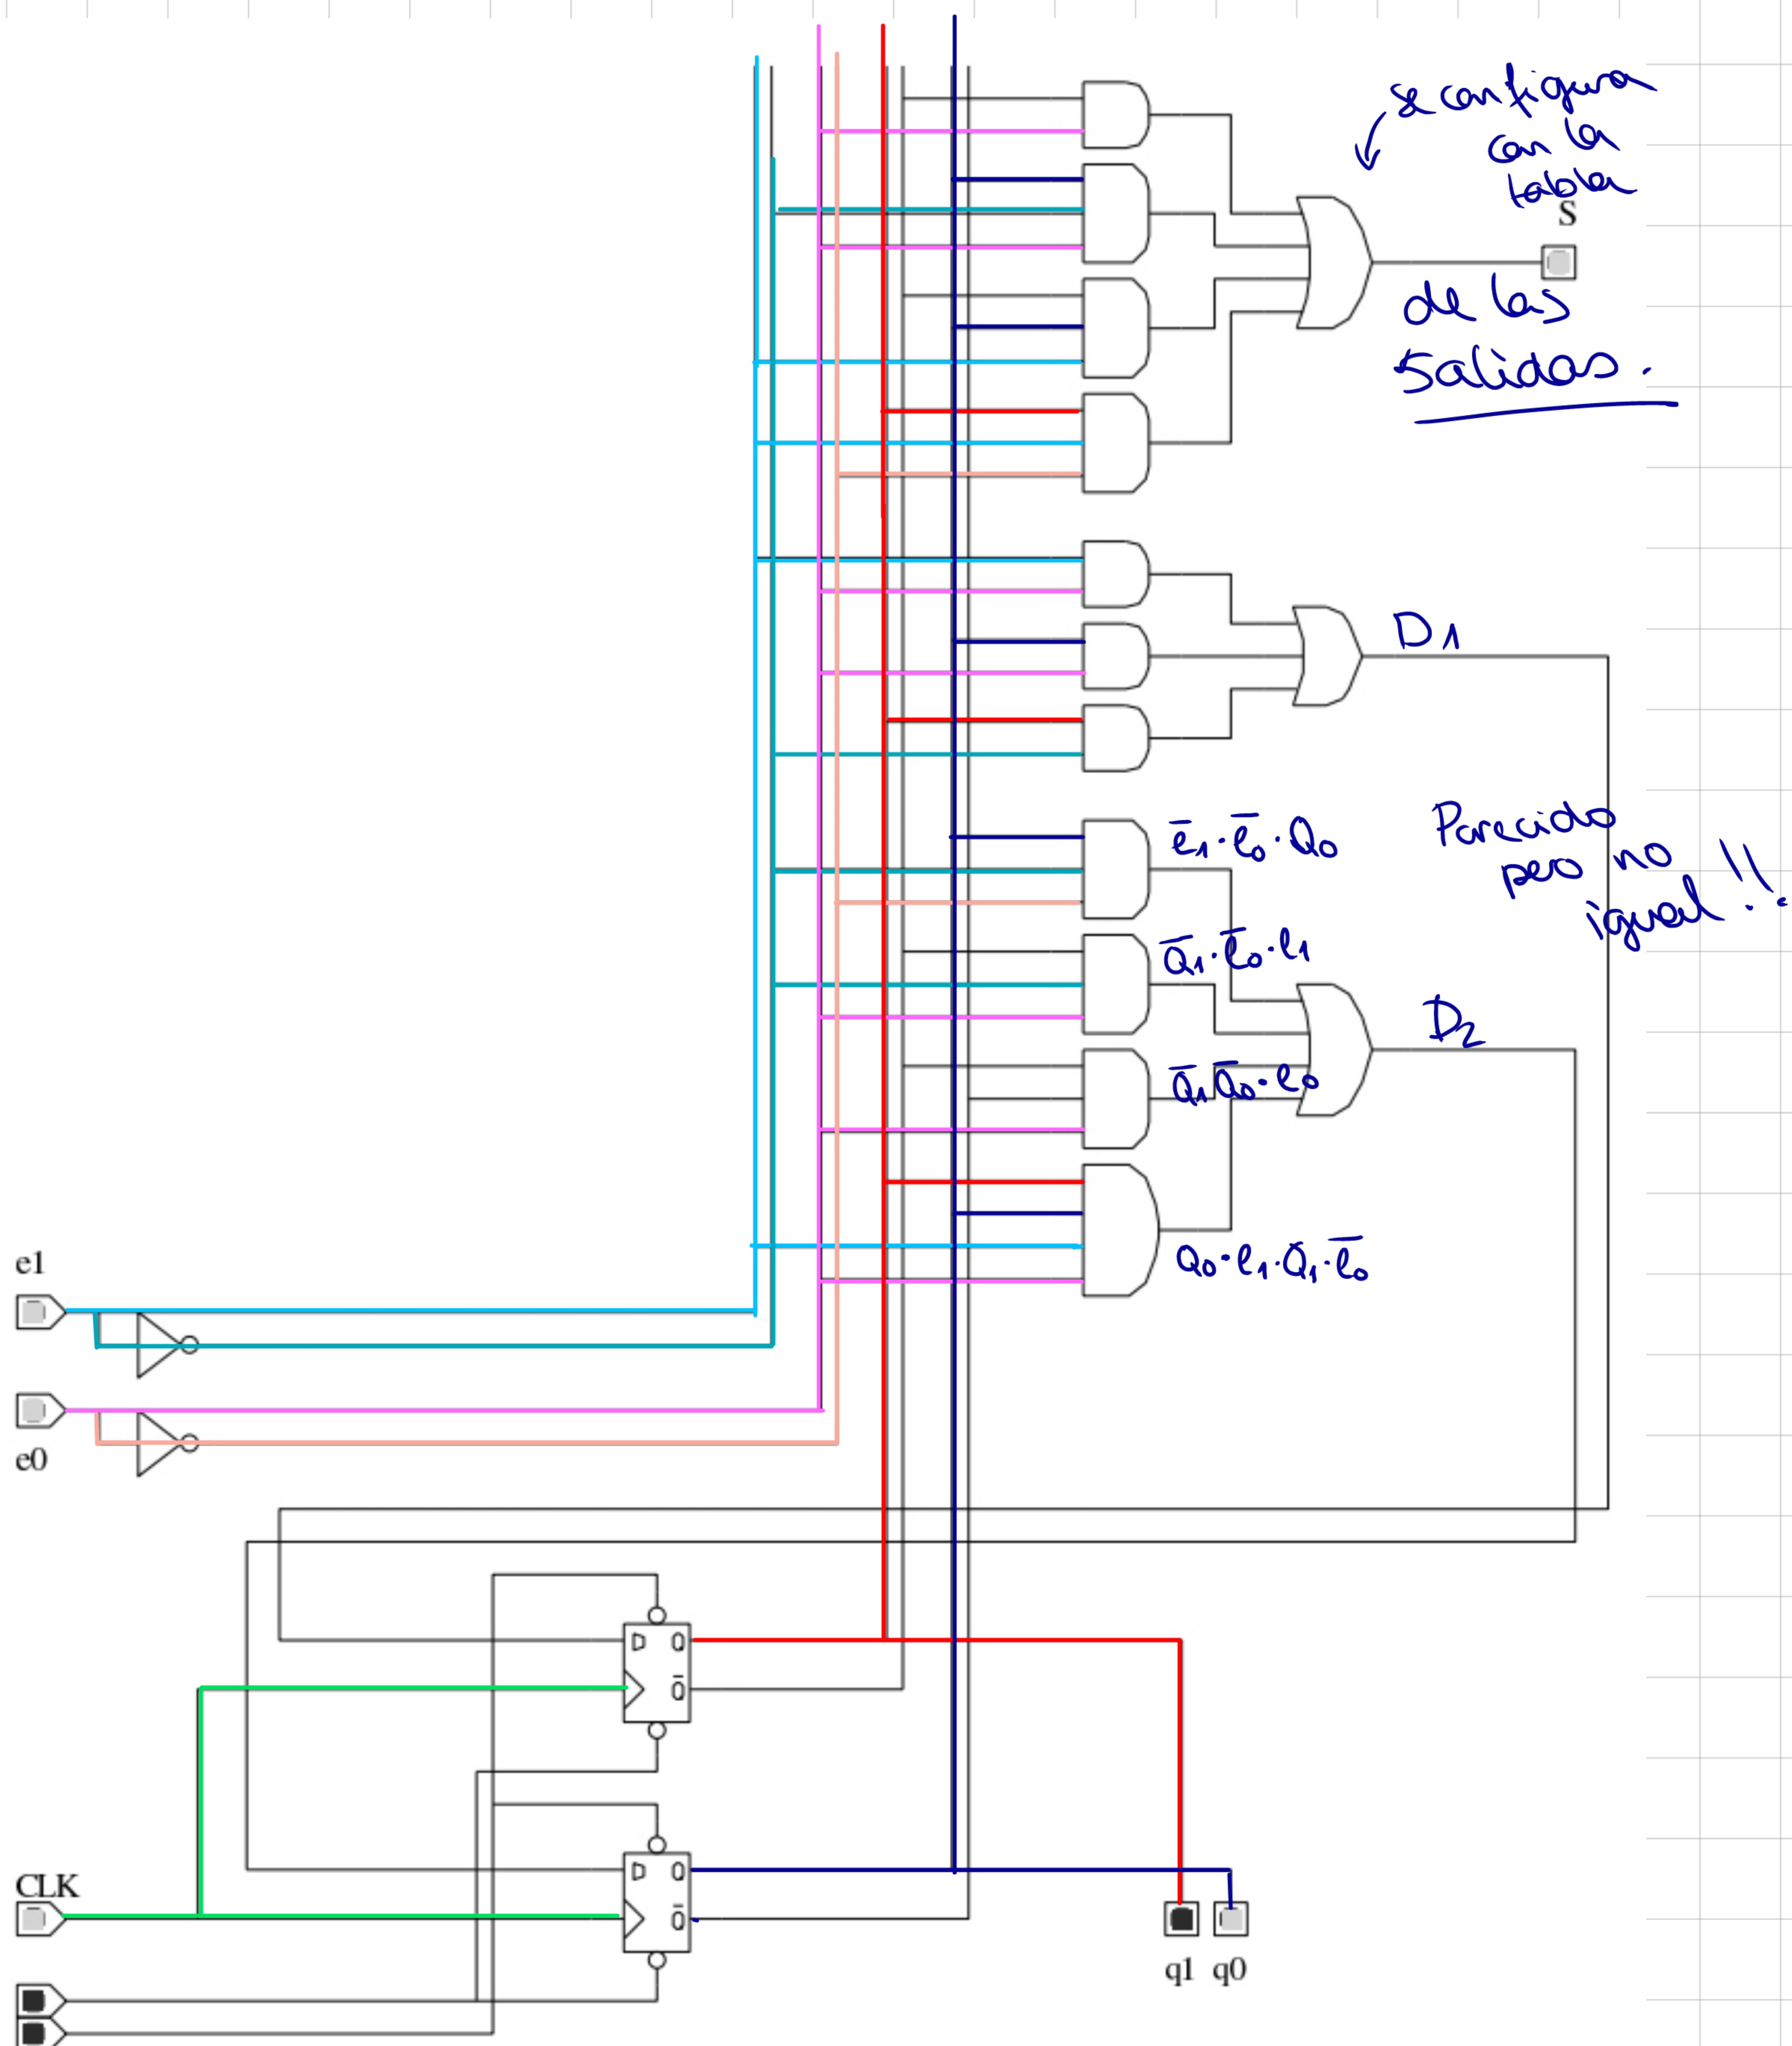 se configura
con la
tabla
S
de las
salidas.
D1
ē1·ē0·Q0
Parecido
pero no
igual!!
Q̄1·ē0·e1
D2
Q̄1 Q̄0·e0
Q0·e1·Q1·ē0
e1
e0
D Q
Q̄
CLK
D Q
Q̄
q1 q0